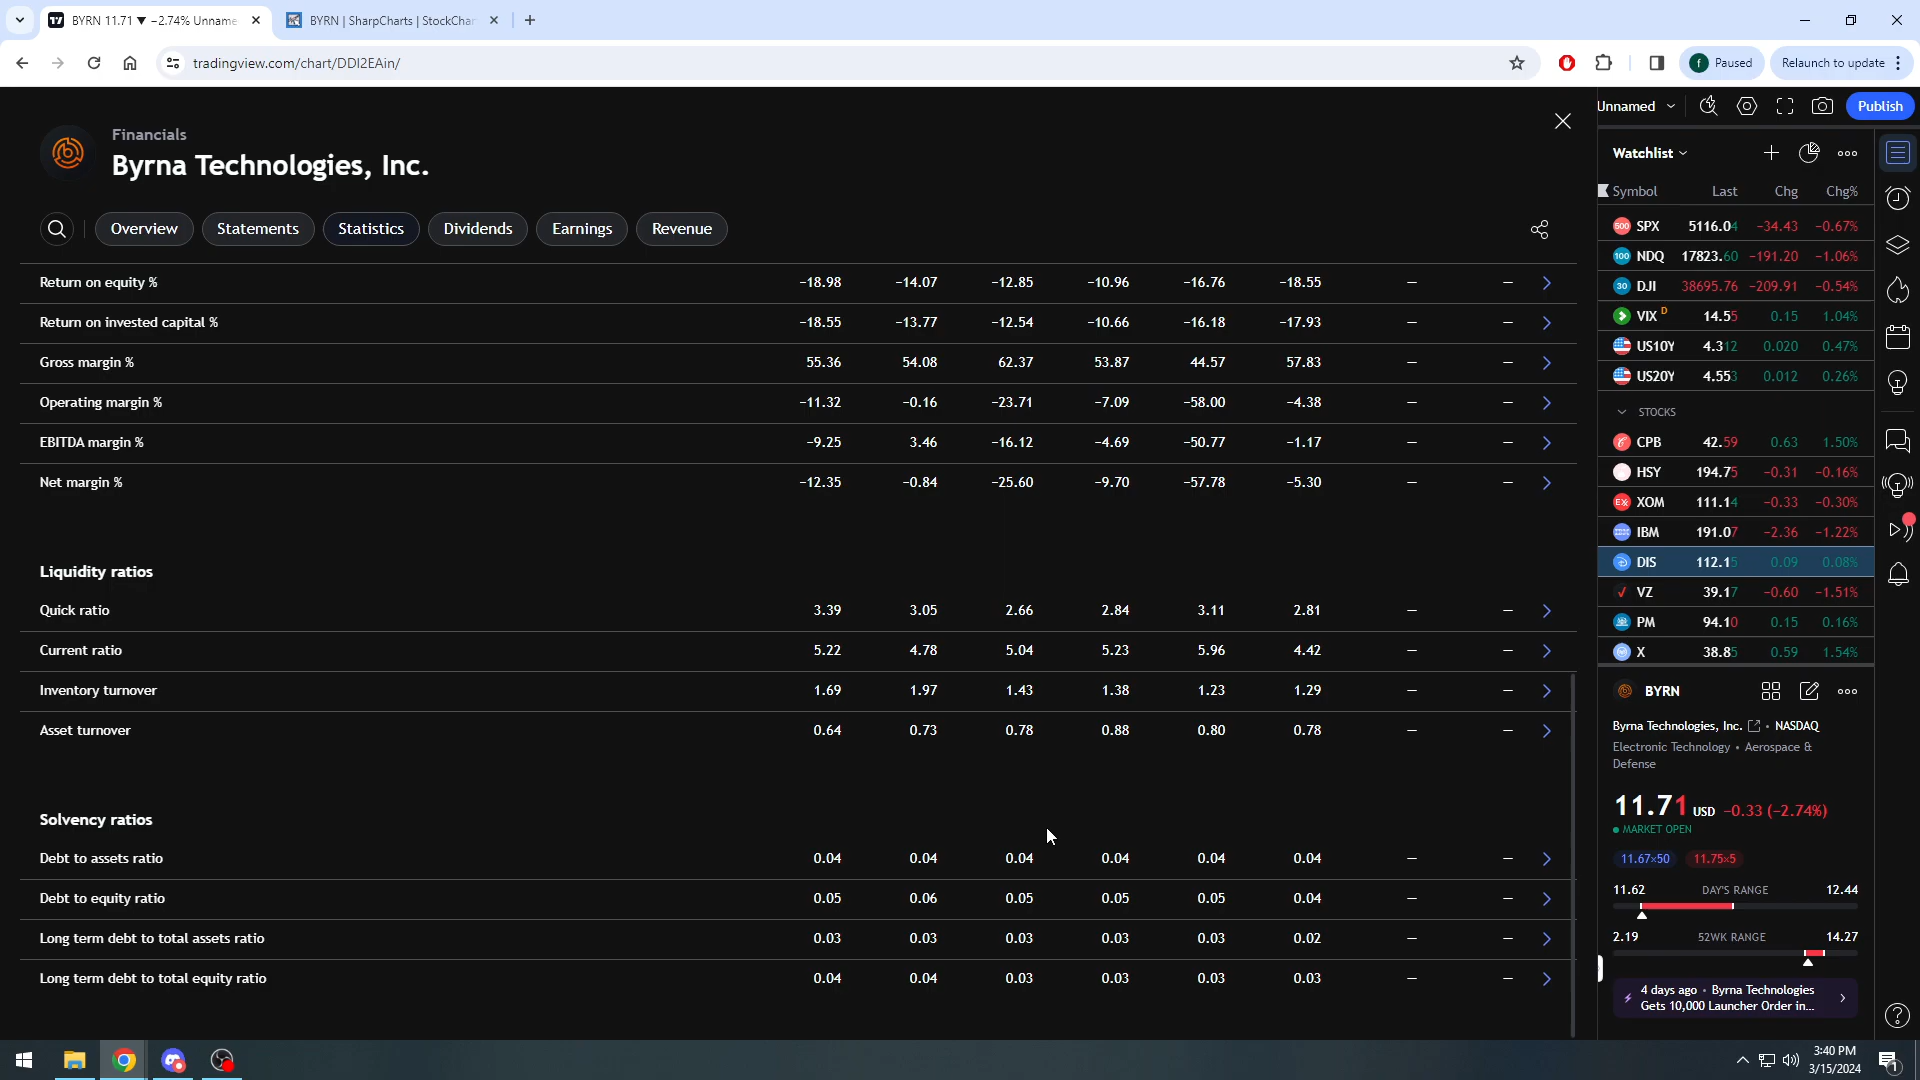 BYRN 11.71 ▼ −2.74% Unname
BYRN | SharpCharts | StockChar
tradingview.com/chart/DDI2EAin/
f Paused
Relaunch to update
Financials
Byrna Technologies, Inc.
Overview Statements Statistics Dividends Earnings Revenue
Return on equity % −18.98 −14.07 −12.85 −10.96 −16.76 −18.55 — —
Return on invested capital % −18.55 −13.77 −12.54 −10.66 −16.18 −17.93 — —
Gross margin % 55.36 54.08 62.37 53.87 44.57 57.83 — —
Operating margin % −11.32 −0.16 −23.71 −7.09 −58.00 −4.38 — —
EBITDA margin % −9.25 3.46 −16.12 −4.69 −50.77 −1.17 — —
Net margin % −12.35 −0.84 −25.60 −9.70 −57.78 −5.30 — —
Liquidity ratios
Quick ratio 3.39 3.05 2.66 2.84 3.11 2.81 — —
Current ratio 5.22 4.78 5.04 5.23 5.96 4.42 — —
Inventory turnover 1.69 1.97 1.43 1.38 1.23 1.29 — —
Asset turnover 0.64 0.73 0.78 0.88 0.80 0.78 — —
Solvency ratios
Debt to assets ratio 0.04 0.04 0.04 0.04 0.04 0.04 — —
Debt to equity ratio 0.05 0.06 0.05 0.05 0.05 0.04 — —
Long term debt to total assets ratio 0.03 0.03 0.03 0.03 0.03 0.02 — —
Long term debt to total equity ratio 0.04 0.04 0.03 0.03 0.03 0.03 — —
Unnamed
Publish
Watchlist
Symbol Last Chg Chg%
500 SPX 5116.04 −34.43 −0.67%
100 NDQ 17823.60 −191.20 −1.06%
30 DJI 38695.76 −209.91 −0.54%
VIX D 14.55 0.15 1.04%
US10Y 4.312 0.020 0.47%
US20Y 4.553 0.012 0.26%
STOCKS
CPB 42.59 0.63 1.50%
HSY 194.75 −0.31 −0.16%
XOM 111.14 −0.33 −0.30%
IBM 191.07 −2.36 −1.22%
DIS 112.15 0.09 0.08%
VZ 39.17 −0.60 −1.51%
PM 94.10 0.15 0.16%
X 38.85 0.59 1.54%
BYRN
Byrna Technologies, Inc. • NASDAQ
Electronic Technology • Aerospace &
Defense
11.71 USD −0.33 (−2.74%)
MARKET OPEN
11.67×50 11.75×5
11.62 DAY'S RANGE 12.44
2.19 52WK RANGE 14.27
4 days ago • Byrna Technologies
Gets 10,000 Launcher Order in...
3:40 PM
3/15/2024
1